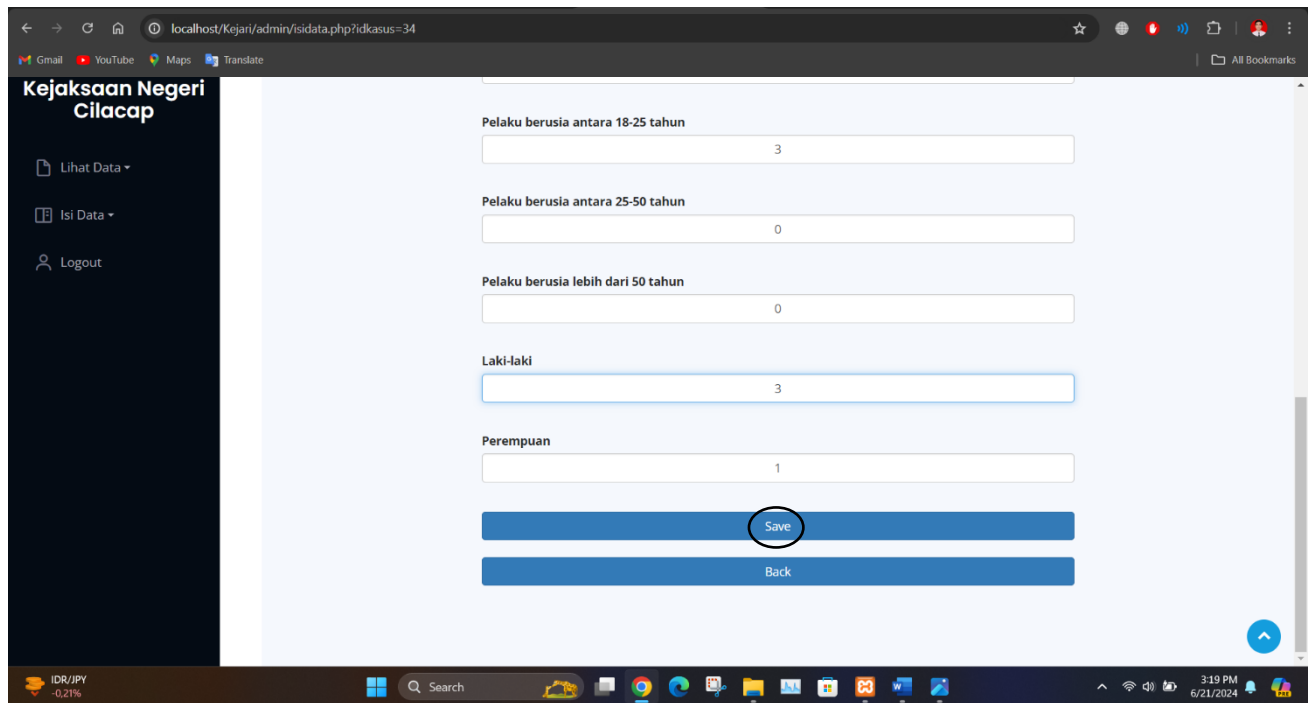 localhost/Kejari/admin/isidata.php?idkasus=34
Gmail YouTube Maps Translate All Bookmarks
Kejaksaan Negeri
Cilacap
Lihat Data
Isi Data
Logout
Pelaku berusia antara 18-25 tahun
3
Pelaku berusia antara 25-50 tahun
0
Pelaku berusia lebih dari 50 tahun
0
Laki-laki
3
Perempuan
1
Save
Back
IDR/JPY
-0,21%
Search
3:19 PM
6/21/2024